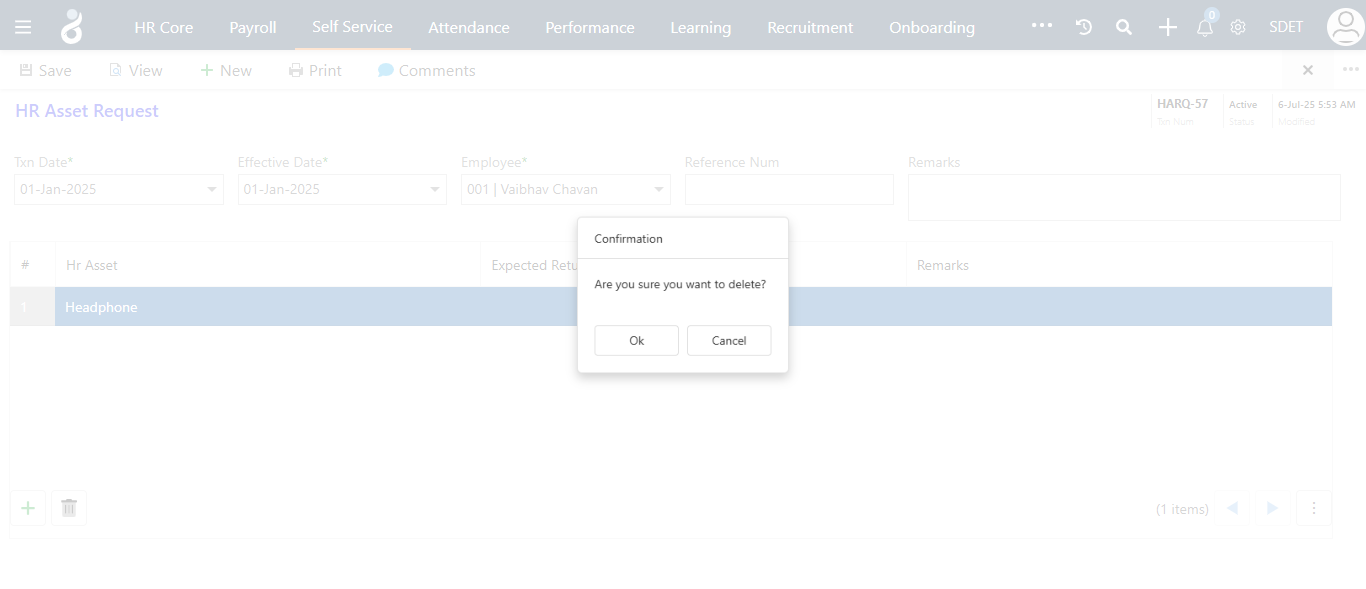 HR Core Payroll Self Service Attendance Performance Learning Recruitment Onboarding ••• 0 SDET
Save View New Print Comments
HR Asset Request
HARQ-57 Active 6-Jul-25 5:53 AM
Txn Num Status Modified
Txn Date* Effective Date* Employee* Reference Num Remarks
01-Jan-2025 01-Jan-2025 001 | Vaibhav Chavan
Confirmation
# Hr Asset Expected Retu Remarks
Are you sure you want to delete?
1 Headphone
Ok Cancel
(1 items)